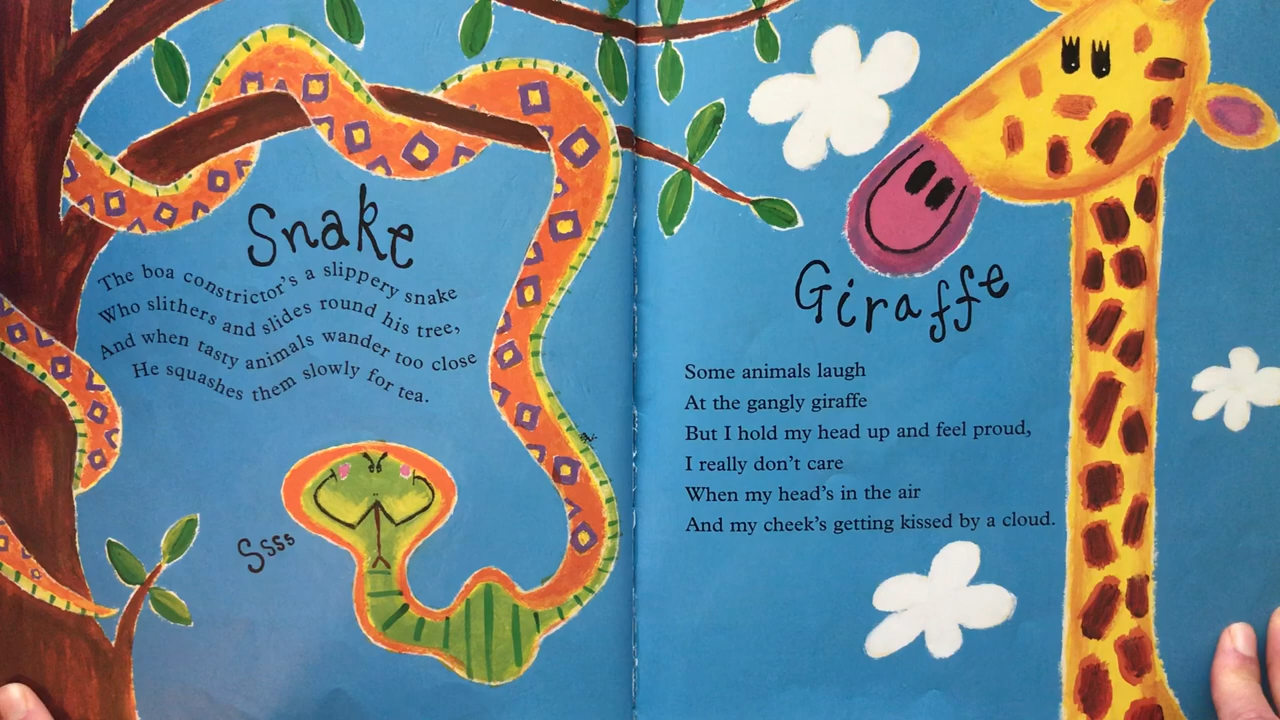 Snake
The boa constrictor's a slippery snake
Who slithers and slides round his tree,
And when tasty animals wander too close
He squashes them slowly for tea.
Ssss
Giraffe
Some animals laugh
At the gangly giraffe
But I hold my head up and feel proud,
I really don't care
When my head's in the air
And my cheek's getting kissed by a cloud.